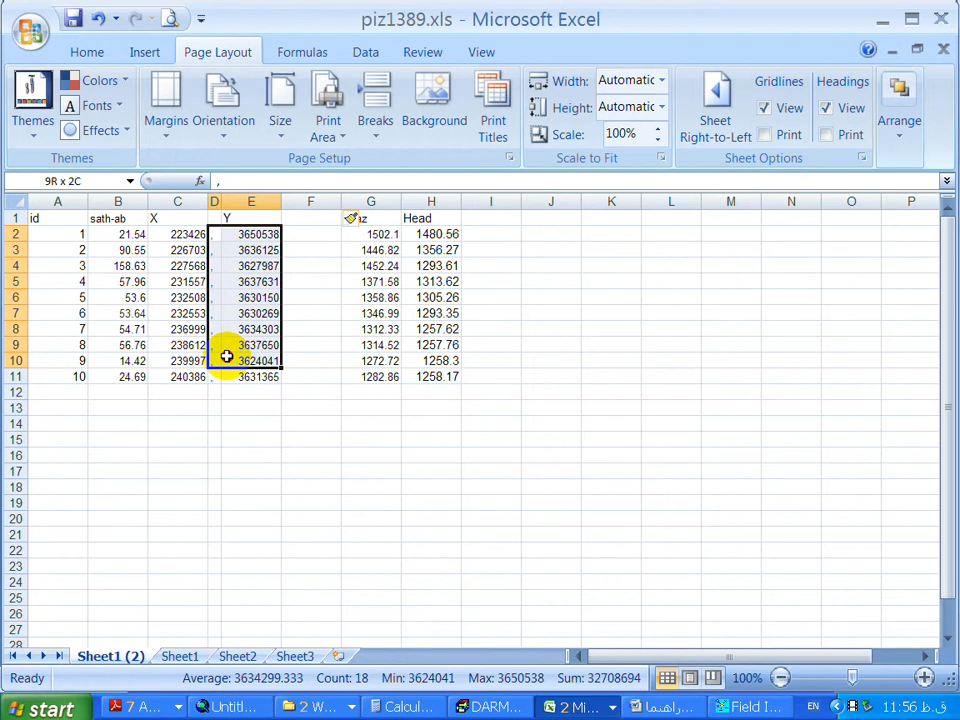 piz1389.xls - Microsoft Excel
Home Insert Page Layout Formulas Data Review View
Themes Colors Fonts Effects
Margins Orientation Size Print Area Breaks Background Print Titles
Width: Automatic
Height: Automatic
Scale: 100%
Sheet Right-to-Left
Gridlines View Print
Headings View Print
Arrange
Themes Page Setup Scale to Fit Sheet Options
9R x 2C fx ,
A B C D E F G H I J K L M N O P
1 id sath-ab X Y az Head
2 1 21.54 223426 , 3650538 1502.1 1480.56
3 2 90.55 226703 , 3636125 1446.82 1356.27
4 3 158.63 227568 , 3627987 1452.24 1293.61
5 4 57.96 231557 , 3637631 1371.58 1313.62
6 5 53.6 232508 , 3630150 1358.86 1305.26
7 6 53.64 232553 , 3630269 1346.99 1293.35
8 7 54.71 236999 , 3634303 1312.33 1257.62
9 8 56.76 238612 , 3637650 1314.52 1257.76
10 9 14.42 239997 3624041 1272.72 1258.3
11 10 24.69 240386 , 3631365 1282.86 1258.17
12
13
14
15
16
17
18
19
20
21
22
23
24
25
26
27
28
Sheet1 (2) Sheet1 Sheet2 Sheet3
Ready Average: 3634299.333 Count: 18 Min: 3624041 Max: 3650538 Sum: 32708694 100%
start 7 A... Untitl... 2 W... Calcul... DARM... 2 Mi... راهنما... Field I... EN 11:56 ق.ظ